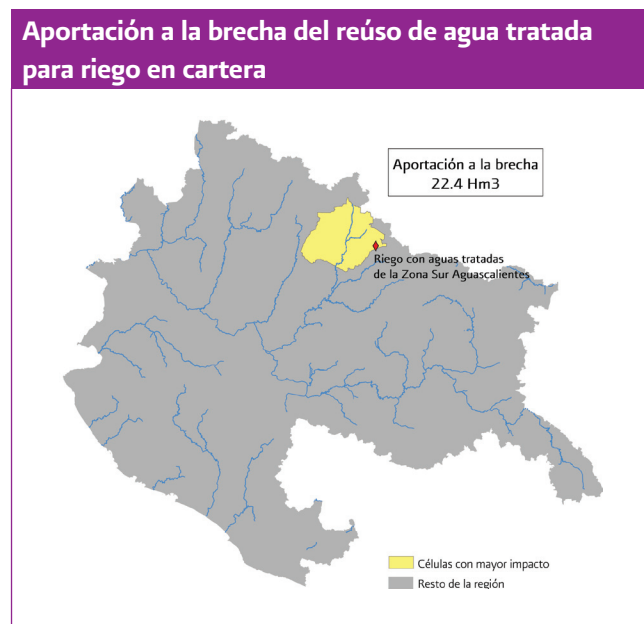 Aportación a la brecha del reúso de agua tratada
para riego en cartera
Aportación a la brecha
22.4 Hm3
Riego con aguas tratadas
de la Zona Sur Aguascalientes
Células con mayor impacto
Resto de la región